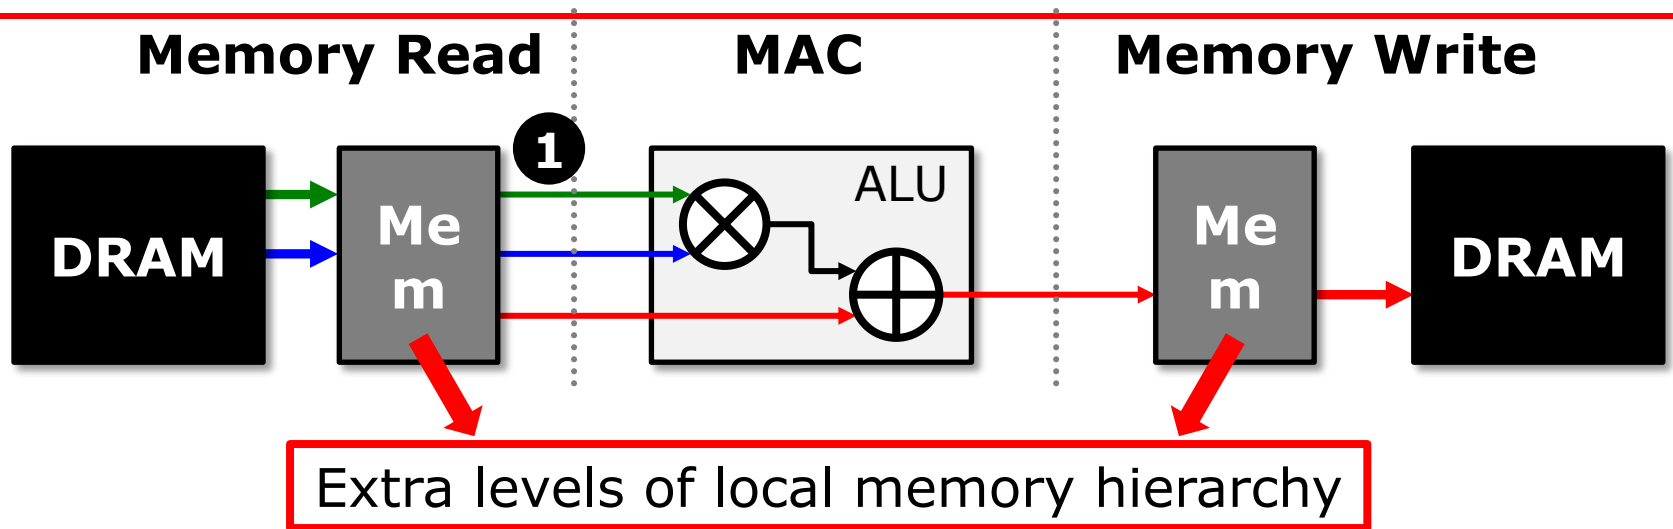 Memory Read
MAC
Memory Write
1
DRAM
Me
m
ALU
Me
m
DRAM
Extra levels of local memory hierarchy